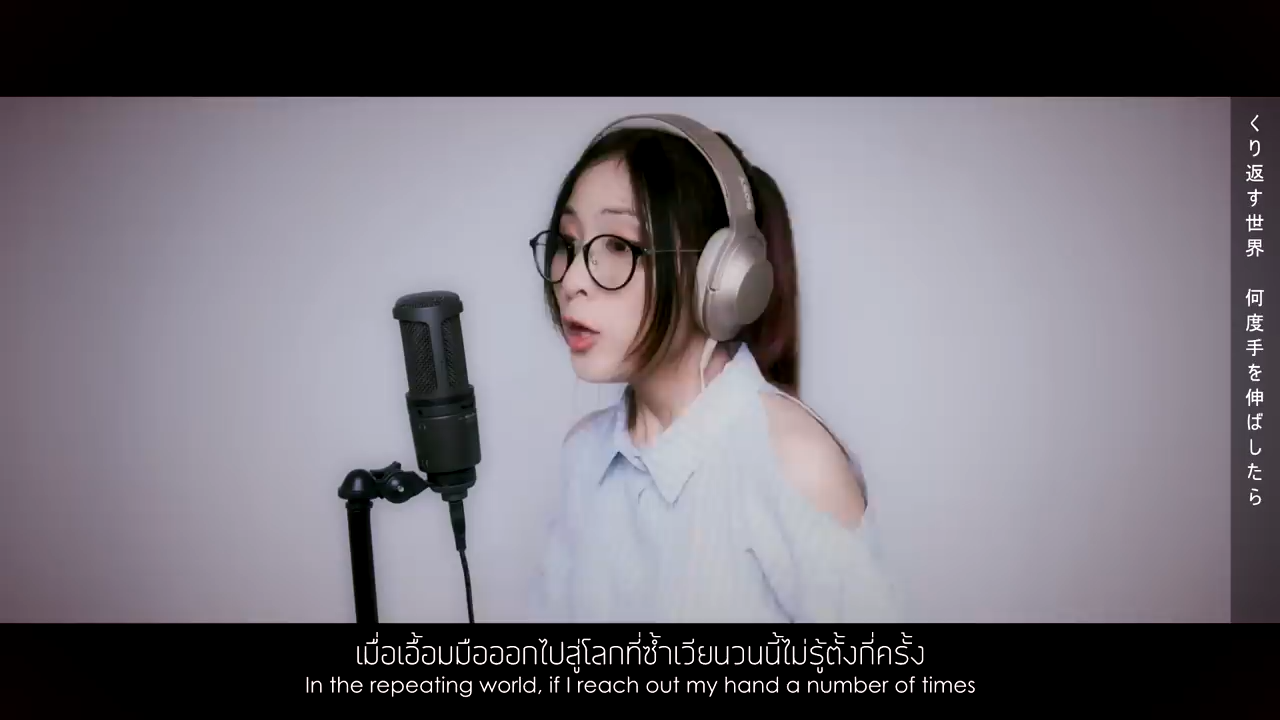 くり返す世界　何度手を伸ばしたら
SONY
เมื่อเอื้อมมือออกไปสู่โลกที่ซ้ำเวียนวนนี้ไม่รู้ตั้งกี่ครั้ง
In the repeating world, if I reach out my hand a number of times